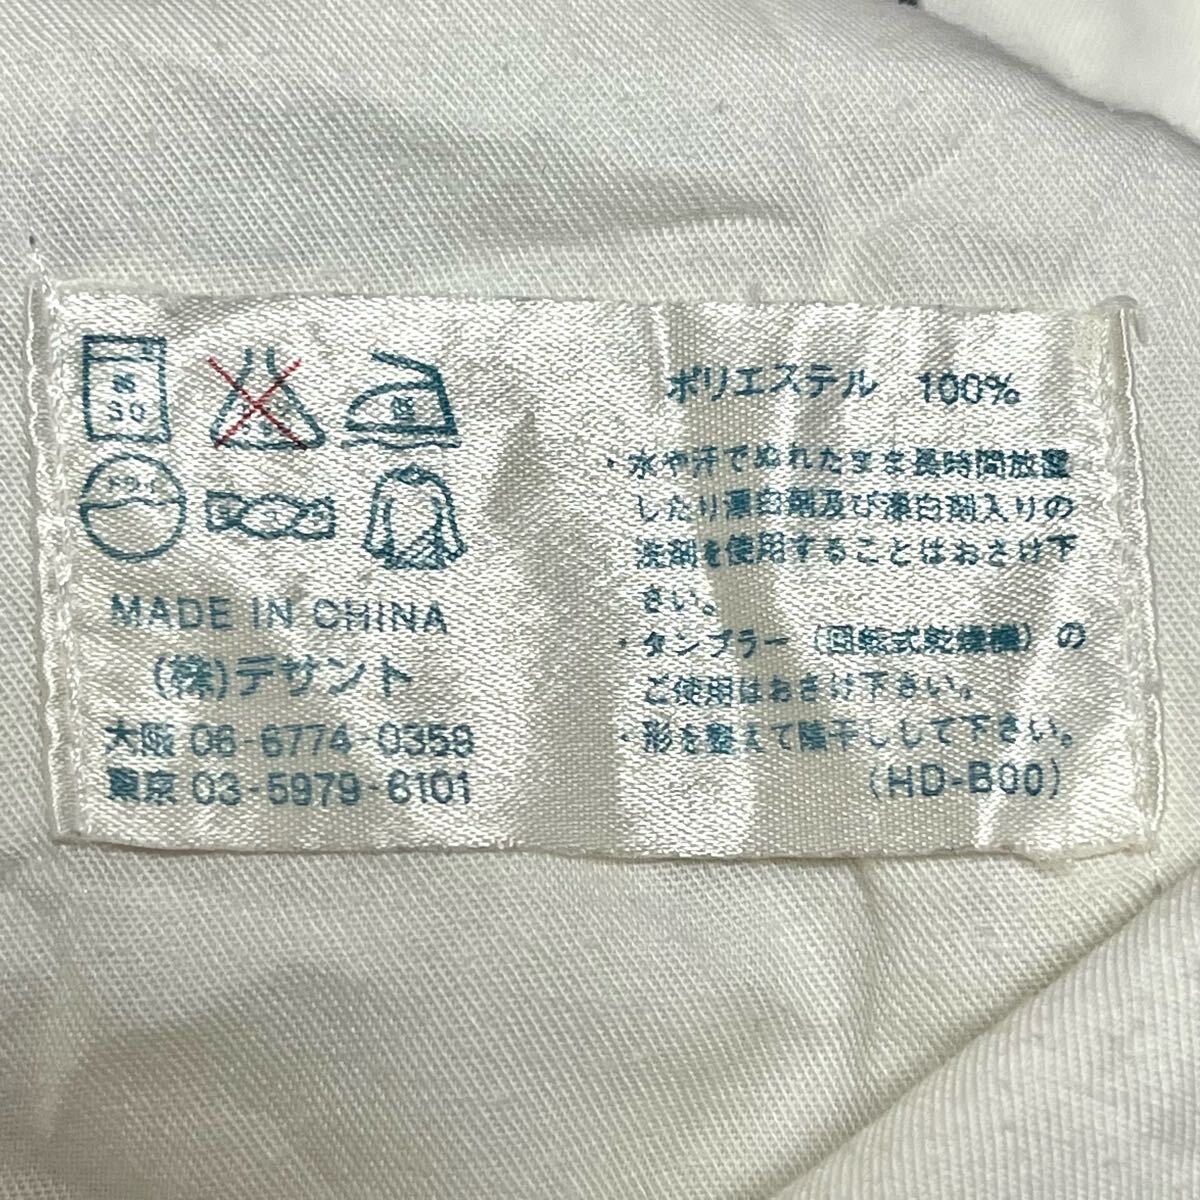 30
MADE IN CHINA
(株)デサント
大阪 06-6774-0359
東京 03-5979-6101
ポリエステル 100%
・水や汗でぬれたまま長時間放置
したり漂白剤及び漂白剤入りの
洗剤を使用することはおさけ下
さい。
・タンブラー(回転式乾燥機)の
ご使用はおさけ下さい。
・形を整えて陰干しして下さい。
(HD-B00)